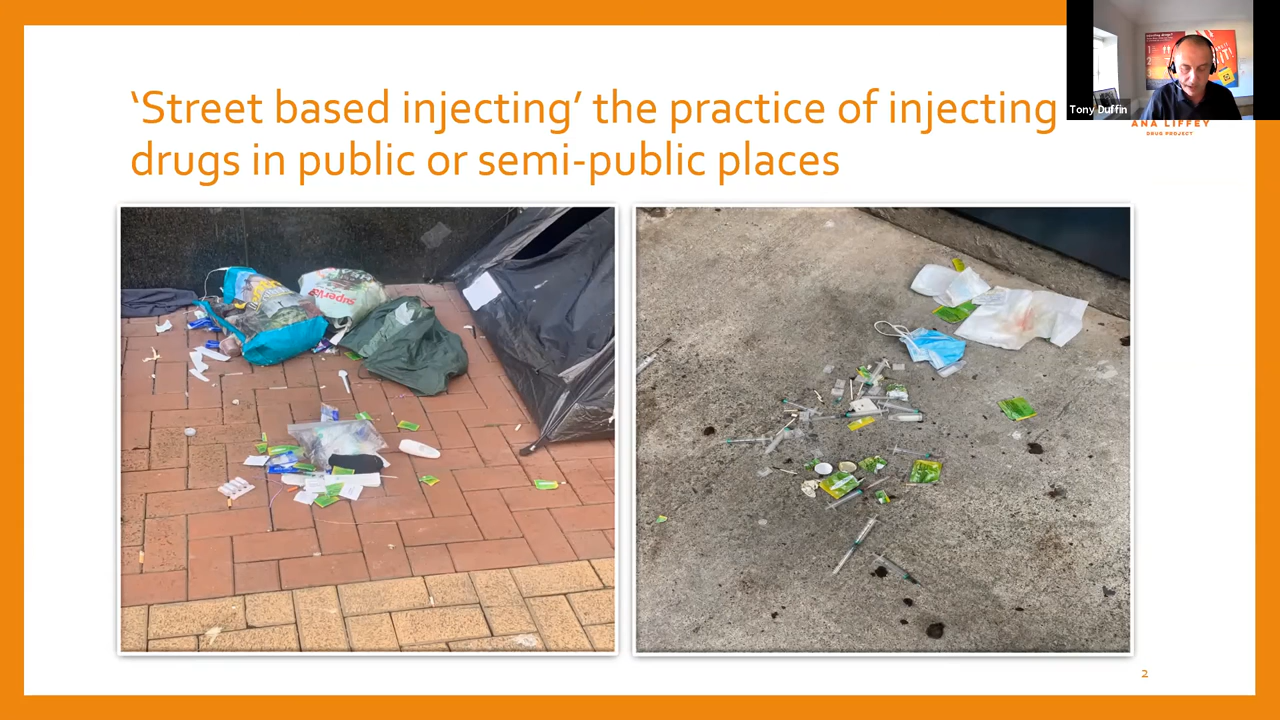 ‘Street based injecting’ the practice of injecting
drugs in public or semi-public places
Tony Duffin
ANA LIFFEY
DRUG PROJECT
2